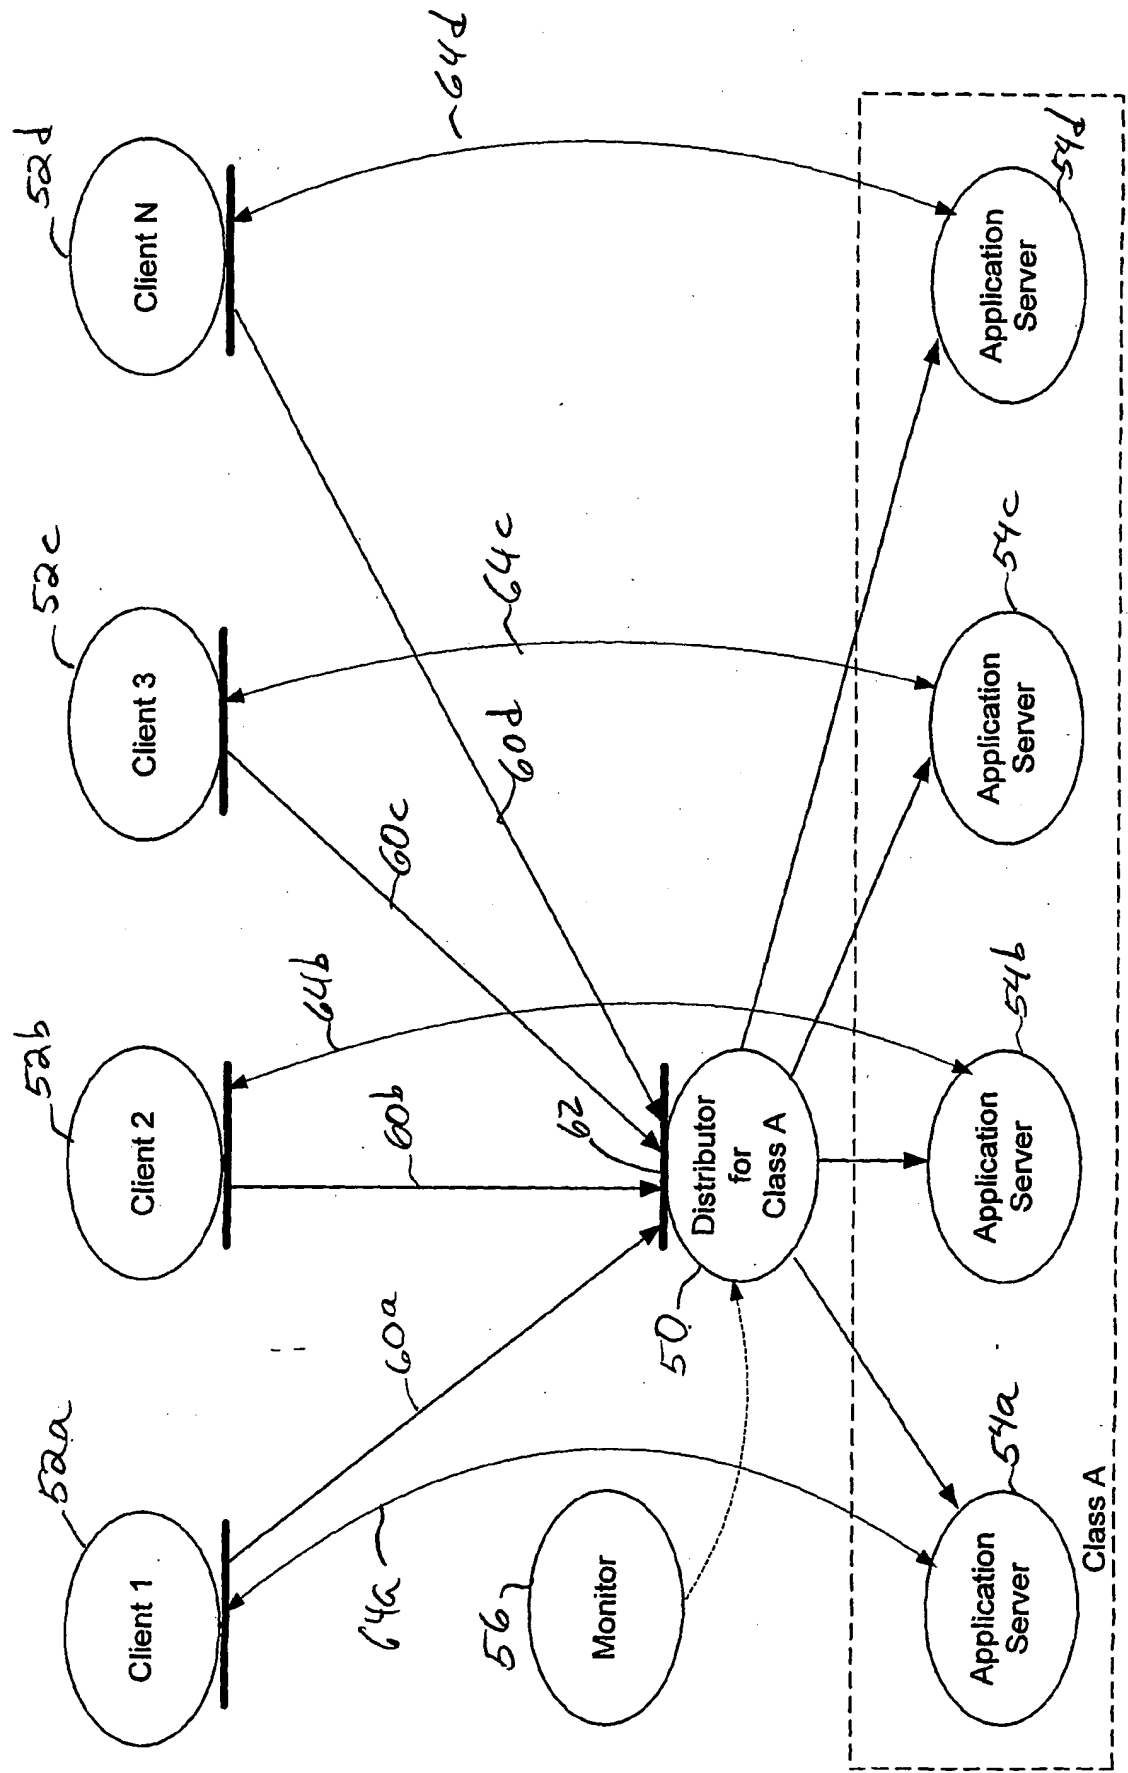 52a
52b
52c
52d
Client 1
Client 2
Client 3
Client N
64a
60a
60b
64b
60c
60d
64c
64d
56
Monitor
50
62
Distributor
for
Class A
Application
Server
54a
Application
Server
54b
Application
Server
54c
Application
Server
54d
Class A